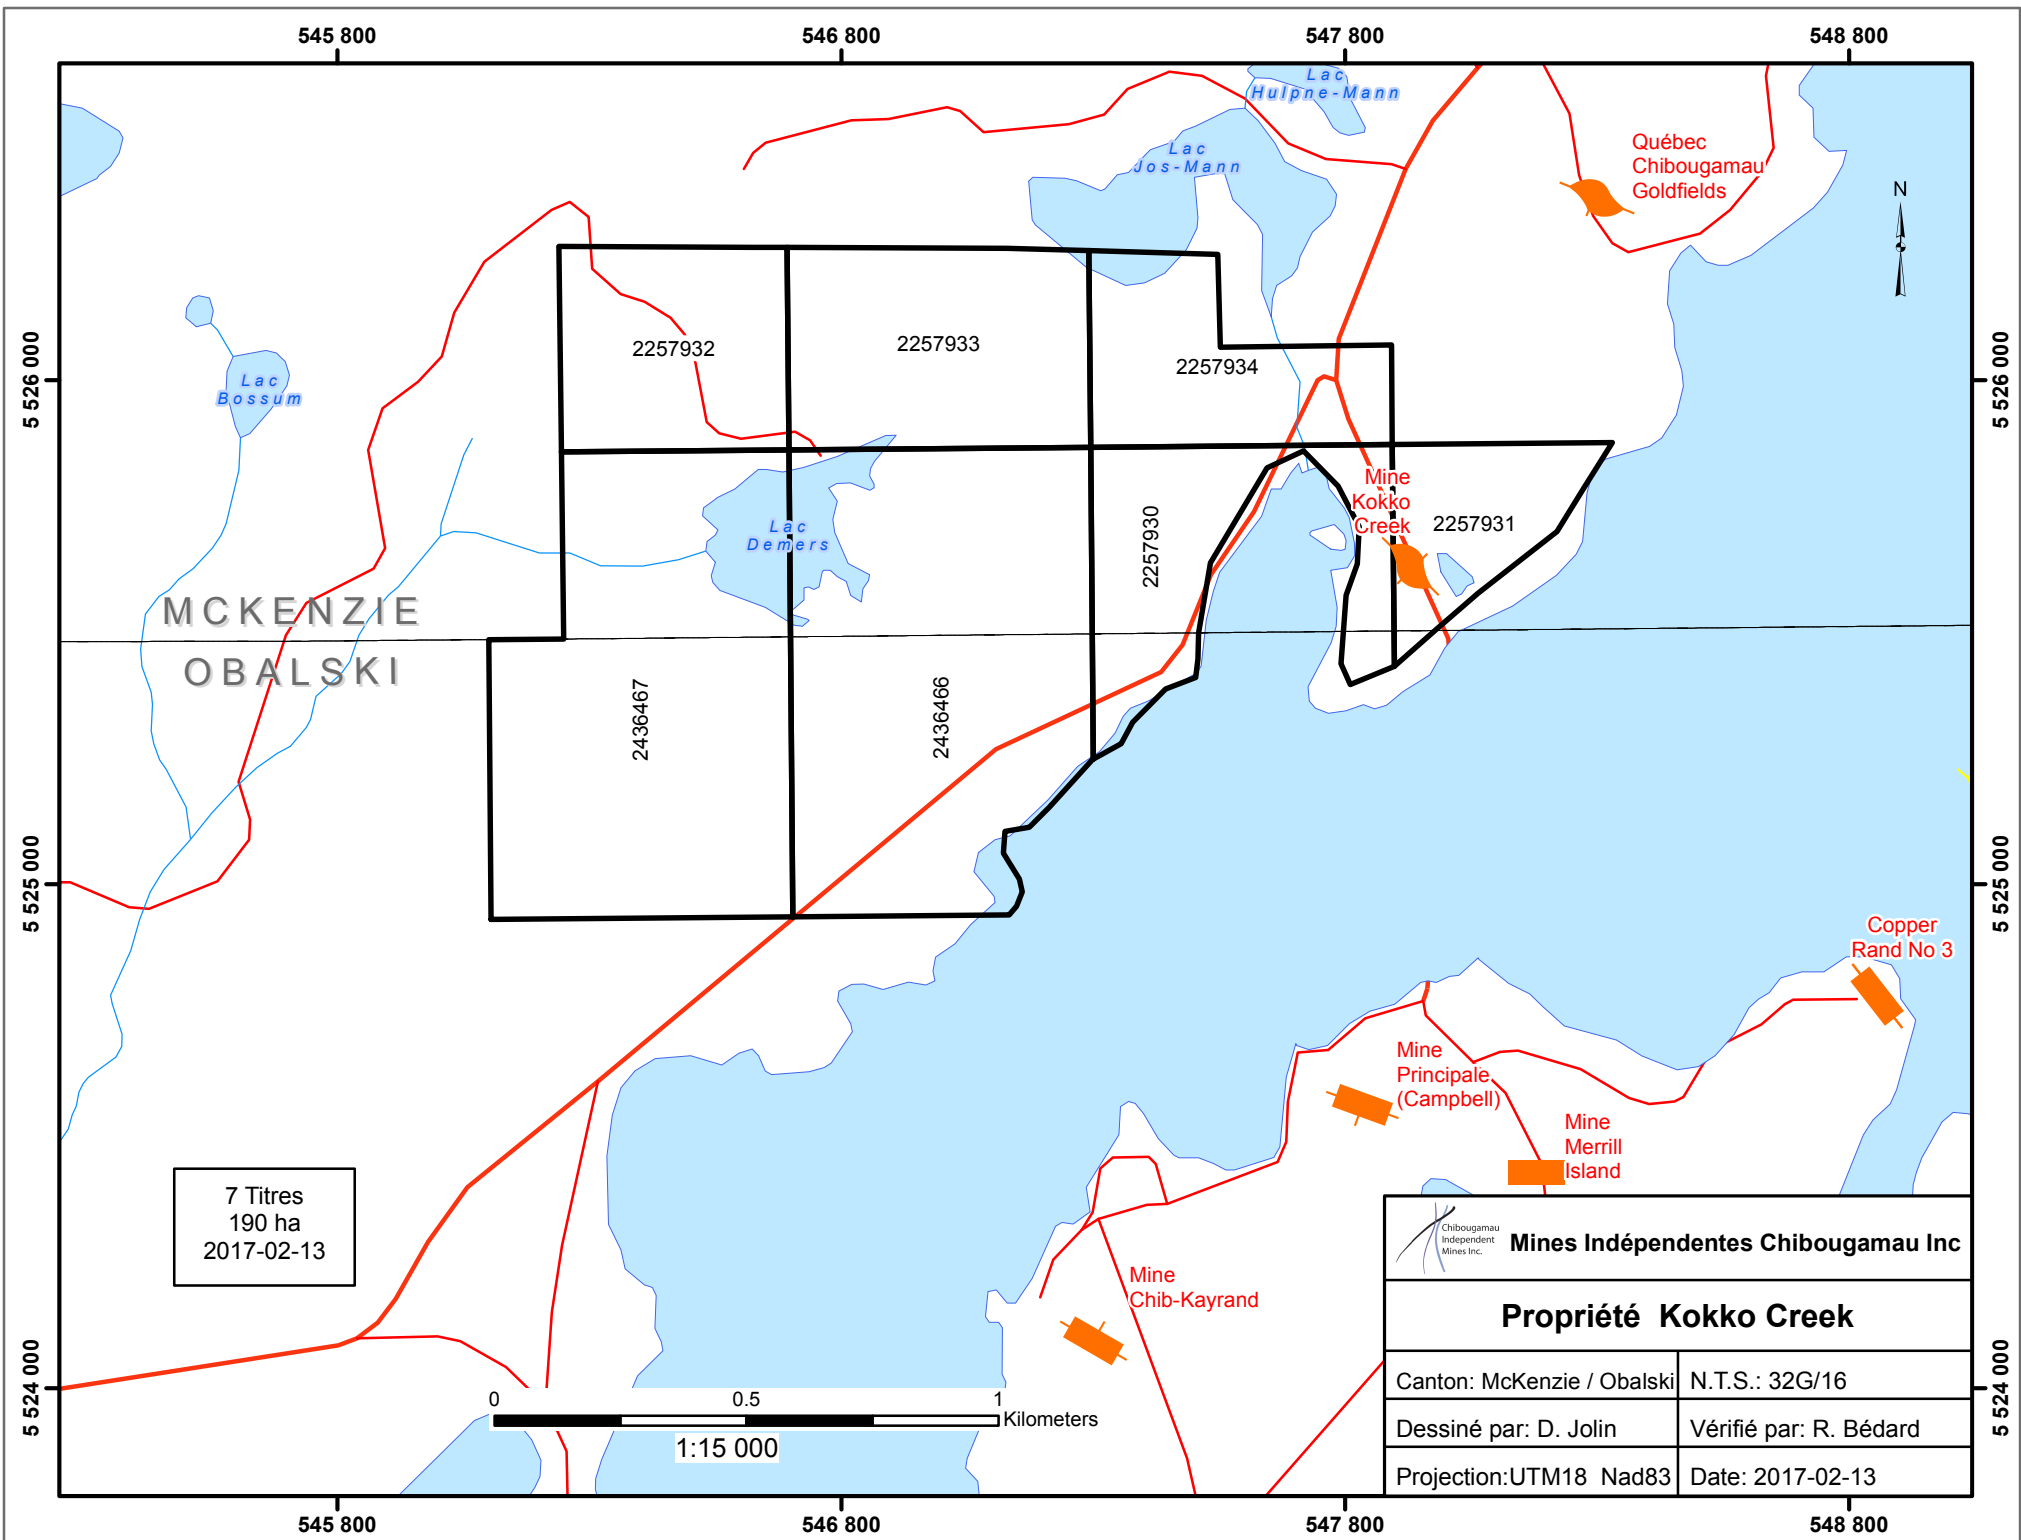 545 800
546 800
547 800
548 800
Lac
Hulpne-Mann
Lac
Jos-Mann
Québec
Chibougamau
Goldfields
N
5 526 000
5 526 000
2257932
2257933
2257934
Lac
Bossum
Mine
Kokko
Creek
2257931
2257930
Lac
Demers
MCKENZIE
OBALSKI
2436467
2436466
5 525 000
5 525 000
Copper
Rand No 3
Mine
Principale
(Campbell)
Mine
Merrill
Island
7 Titres
190 ha
2017-02-13
Mine
Chib-Kayrand
Chibougamau
Independent
Mines Inc.
Mines Indépendentes Chibougamau Inc
Propriété Kokko Creek
Canton: McKenzie / Obalski
N.T.S.: 32G/16
Dessiné par: D. Jolin
Vérifié par: R. Bédard
Projection:UTM18 Nad83
Date: 2017-02-13
5 524 000
5 524 000
0
0.5
1
Kilometers
1:15 000
545 800
546 800
547 800
548 800